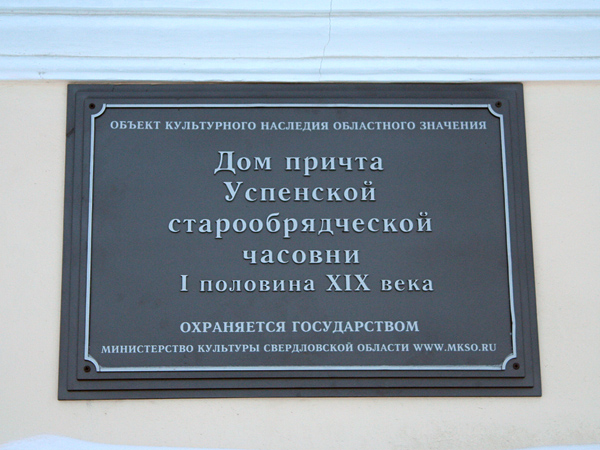 ОБЪЕКТ КУЛЬТУРНОГО НАСЛЕДИЯ ОБЛАСТНОГО ЗНАЧЕНИЯ
Дом причта
Успенской
старообрядческой
часовни
I половина XIX века
ОХРАНЯЕТСЯ ГОСУДАРСТВОМ
МИНИСТЕРСТВО КУЛЬТУРЫ СВЕРДЛОВСКОЙ ОБЛАСТИ WWW.MKSO.RU